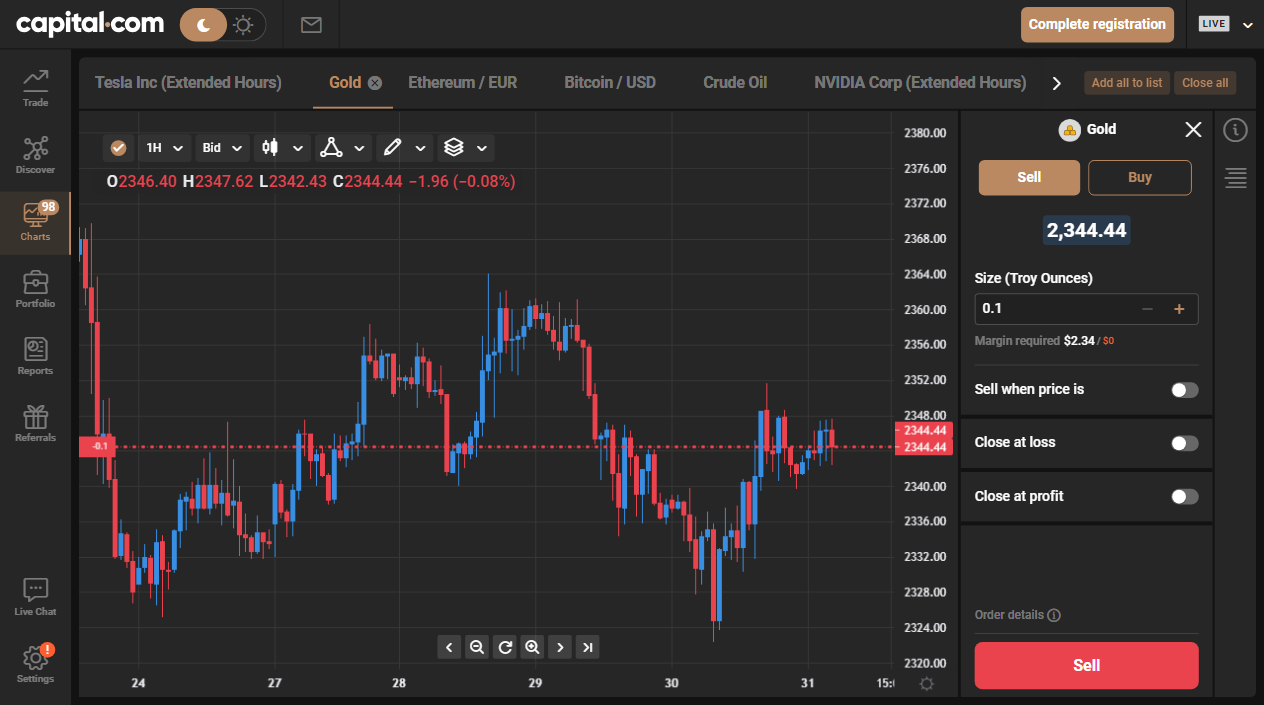 capital.com
Complete registration
LIVE
Trade
Discover
98
Charts
Portfolio
Reports
Referrals
Live Chat
!
Settings
Tesla Inc (Extended Hours) Gold Ethereum / EUR Bitcoin / USD Crude Oil NVIDIA Corp (Extended Hours)
Add all to list Close all
1H Bid
O2346.40 H2347.62 L2342.43 C2344.44 −1.96 (−0.08%)
-0.1
2380.00
2376.00
2372.00
2368.00
2364.00
2360.00
2356.00
2352.00
2348.00
2344.44
2344.44
2340.00
2336.00
2332.00
2328.00
2324.00
2320.00
24 27 28 29 30 31
Gold
Sell Buy
2,344.44
Size (Troy Ounces)
0.1 − +
Margin required $2.34 / $0
Sell when price is
Close at loss
Close at profit
Order details
Sell